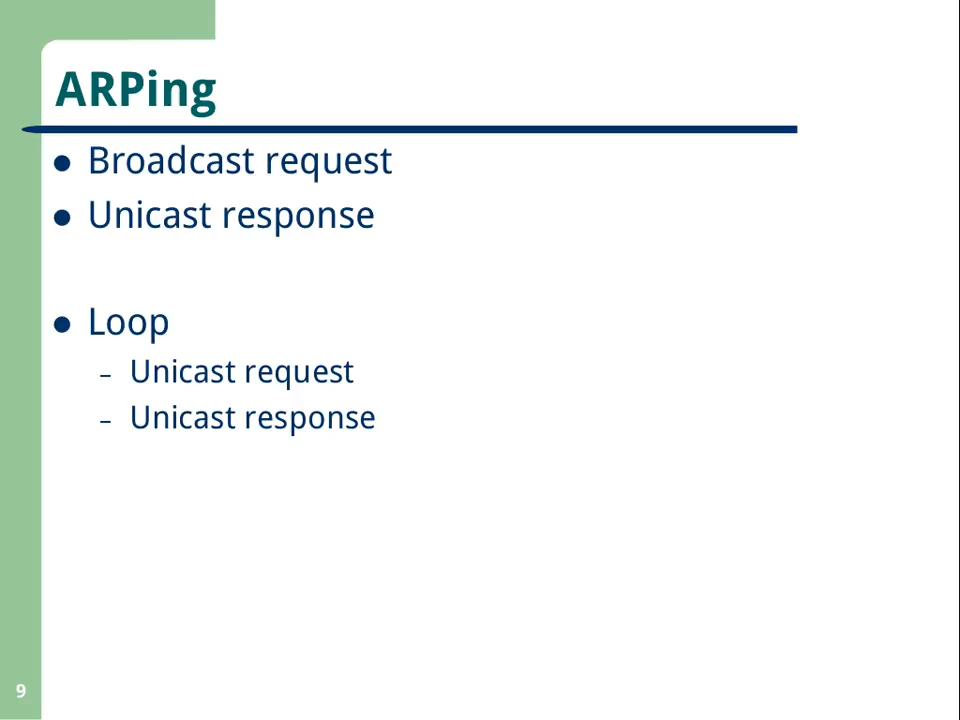 ARPing
● Broadcast request
● Unicast response
● Loop
– Unicast request
– Unicast response
9